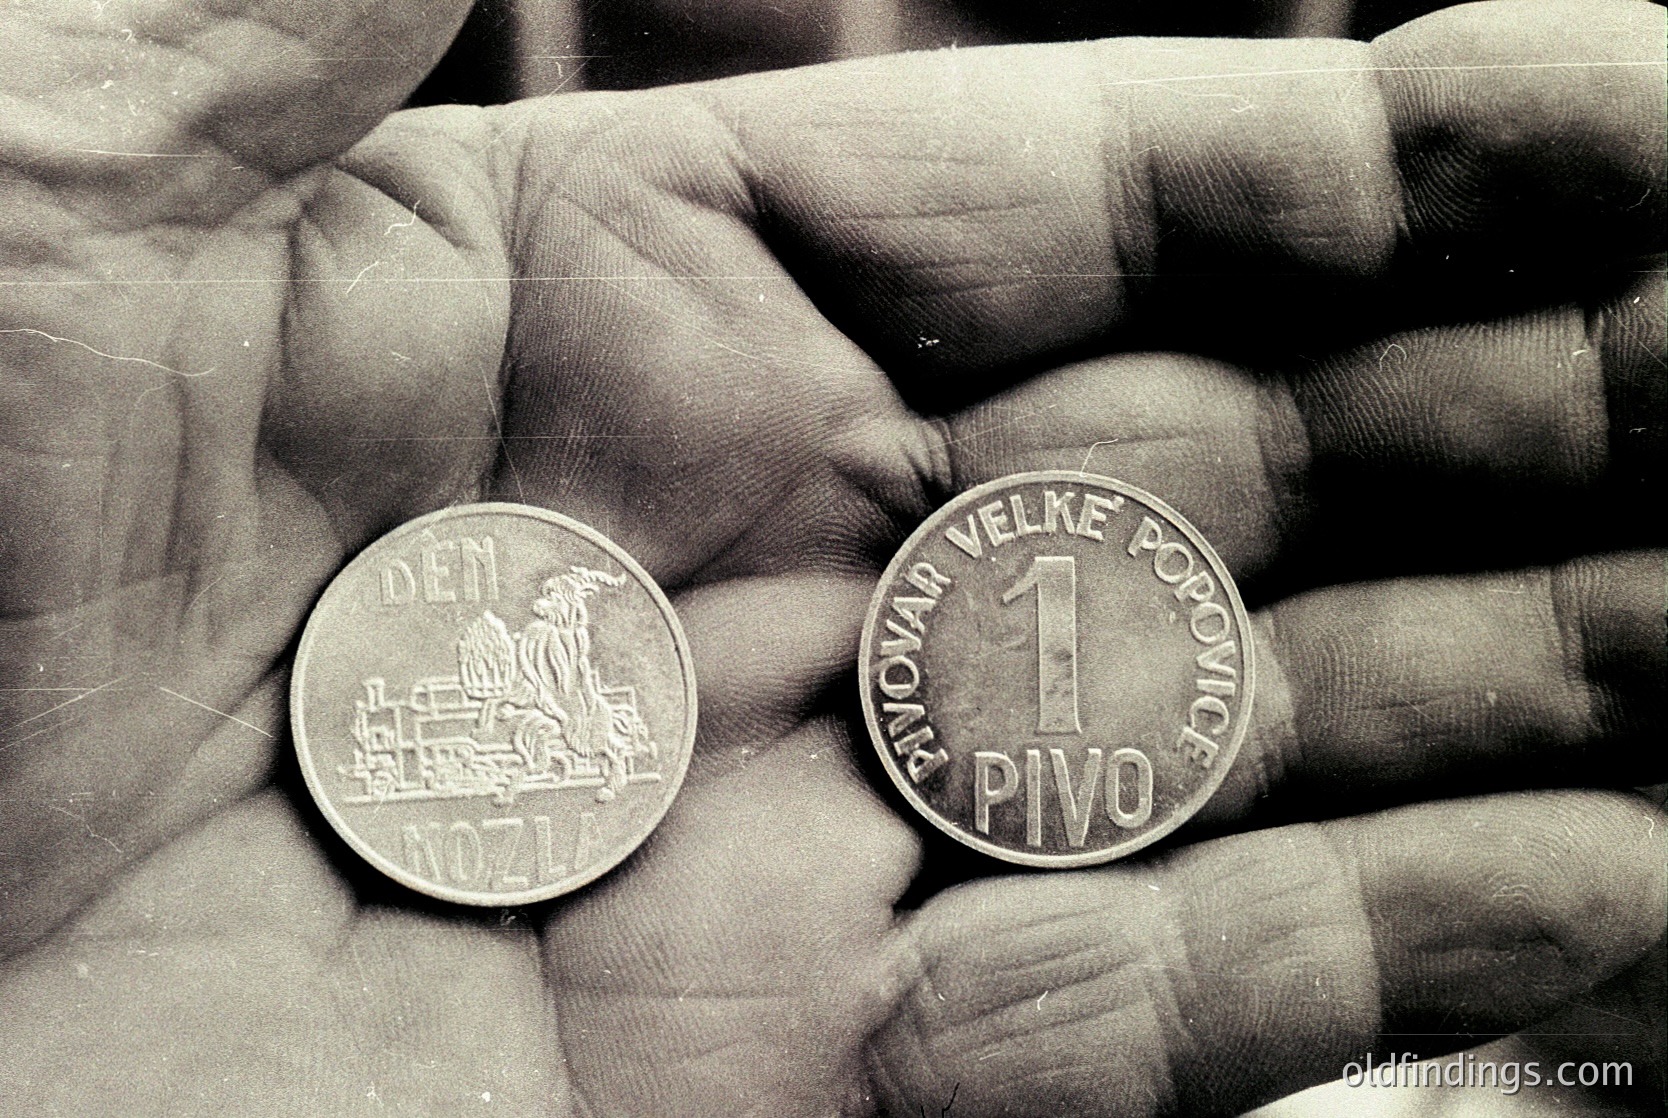 DEN
KOZLA
PIVOVAR VELKÉ POPOVICE
1
PIVO
oldfindings.com